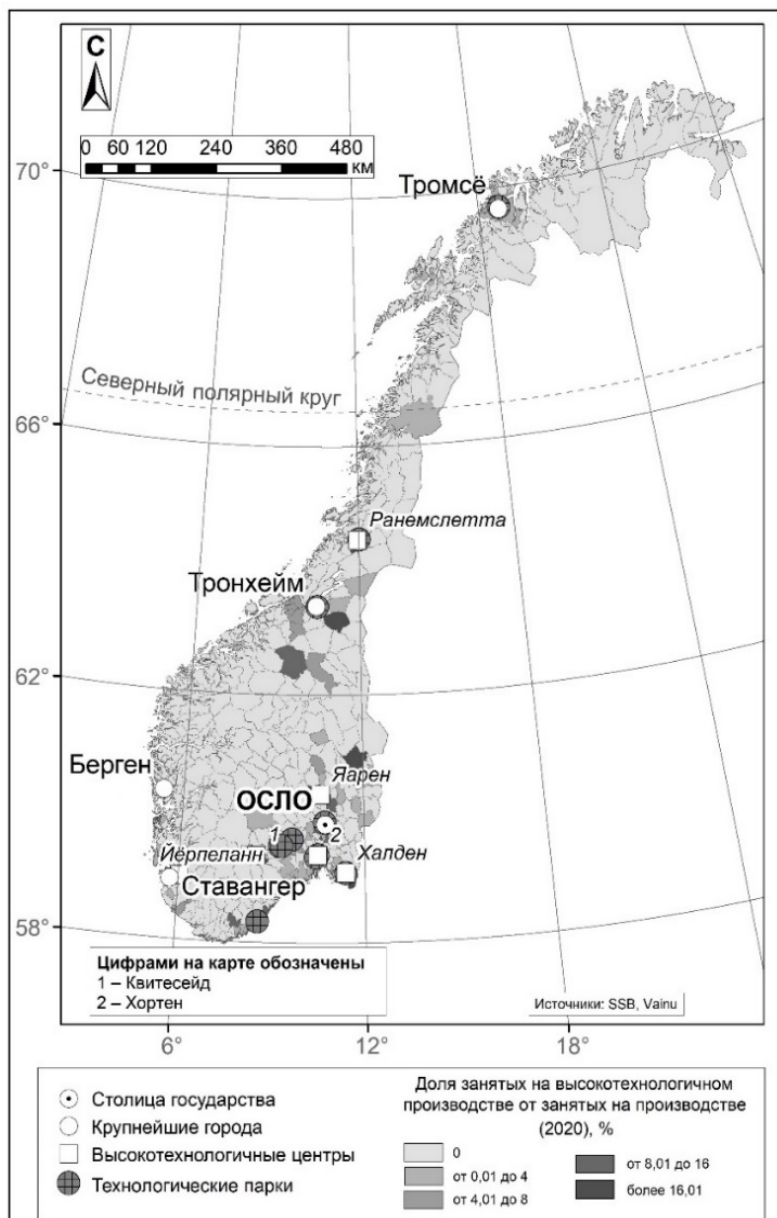 С
0 60 120 240 360 480
км
70°
Тромсё
Северный полярный круг
66°
Ранемслетта
Тронхейм
62°
Берген
Яарен
ОСЛО
1
2
Йёрпеланн
Халден
Ставангер
58°
Цифрами на карте обозначены
1 – Квитесейд
2 – Хортен
Источники: SSB, Vainu
6° 12° 18°
Столица государства
Крупнейшие города
Высокотехнологичные центры
Технологические парки
Доля занятых на высокотехнологичном
производстве от занятых на производстве
(2020), %
0
от 0,01 до 4
от 4,01 до 8
от 8,01 до 16
более 16,01